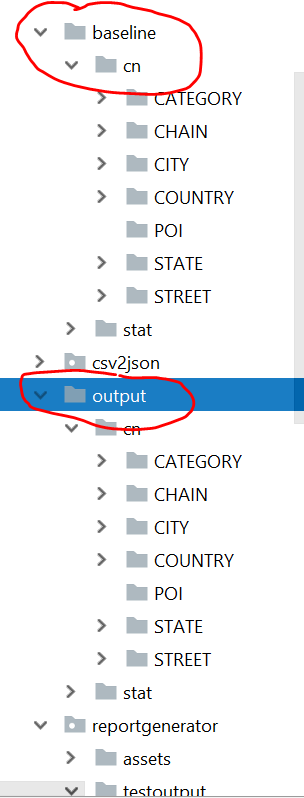 baseline
cn
CATEGORY
CHAIN
CITY
COUNTRY
POI
STATE
STREET
stat
csv2json
output
cn
CATEGORY
CHAIN
CITY
COUNTRY
POI
STATE
STREET
stat
reportgenerator
assets
testoutput